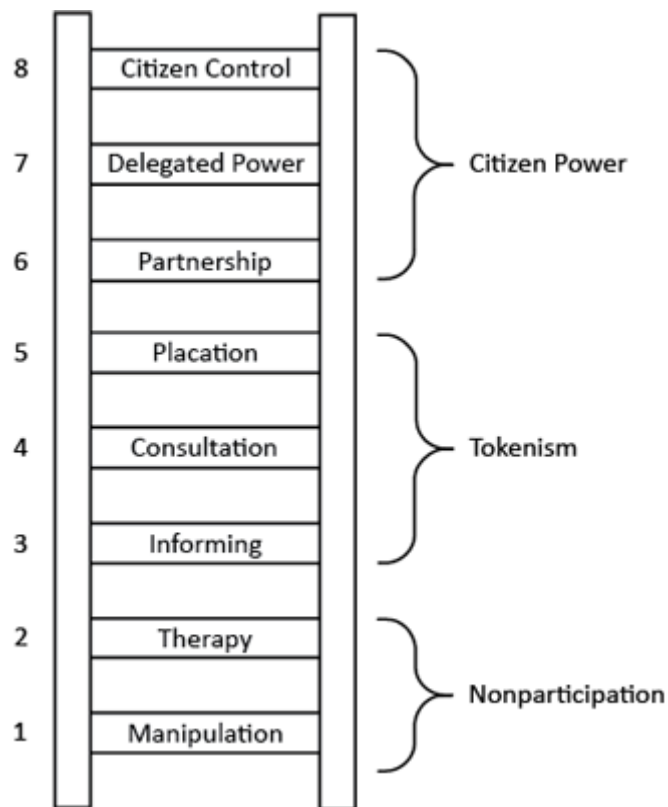 8 Citizen Control
7 Delegated Power Citizen Power
6 Partnership
5 Placation
4 Consultation Tokenism
3 Informing
2 Therapy
Nonparticipation
1 Manipulation